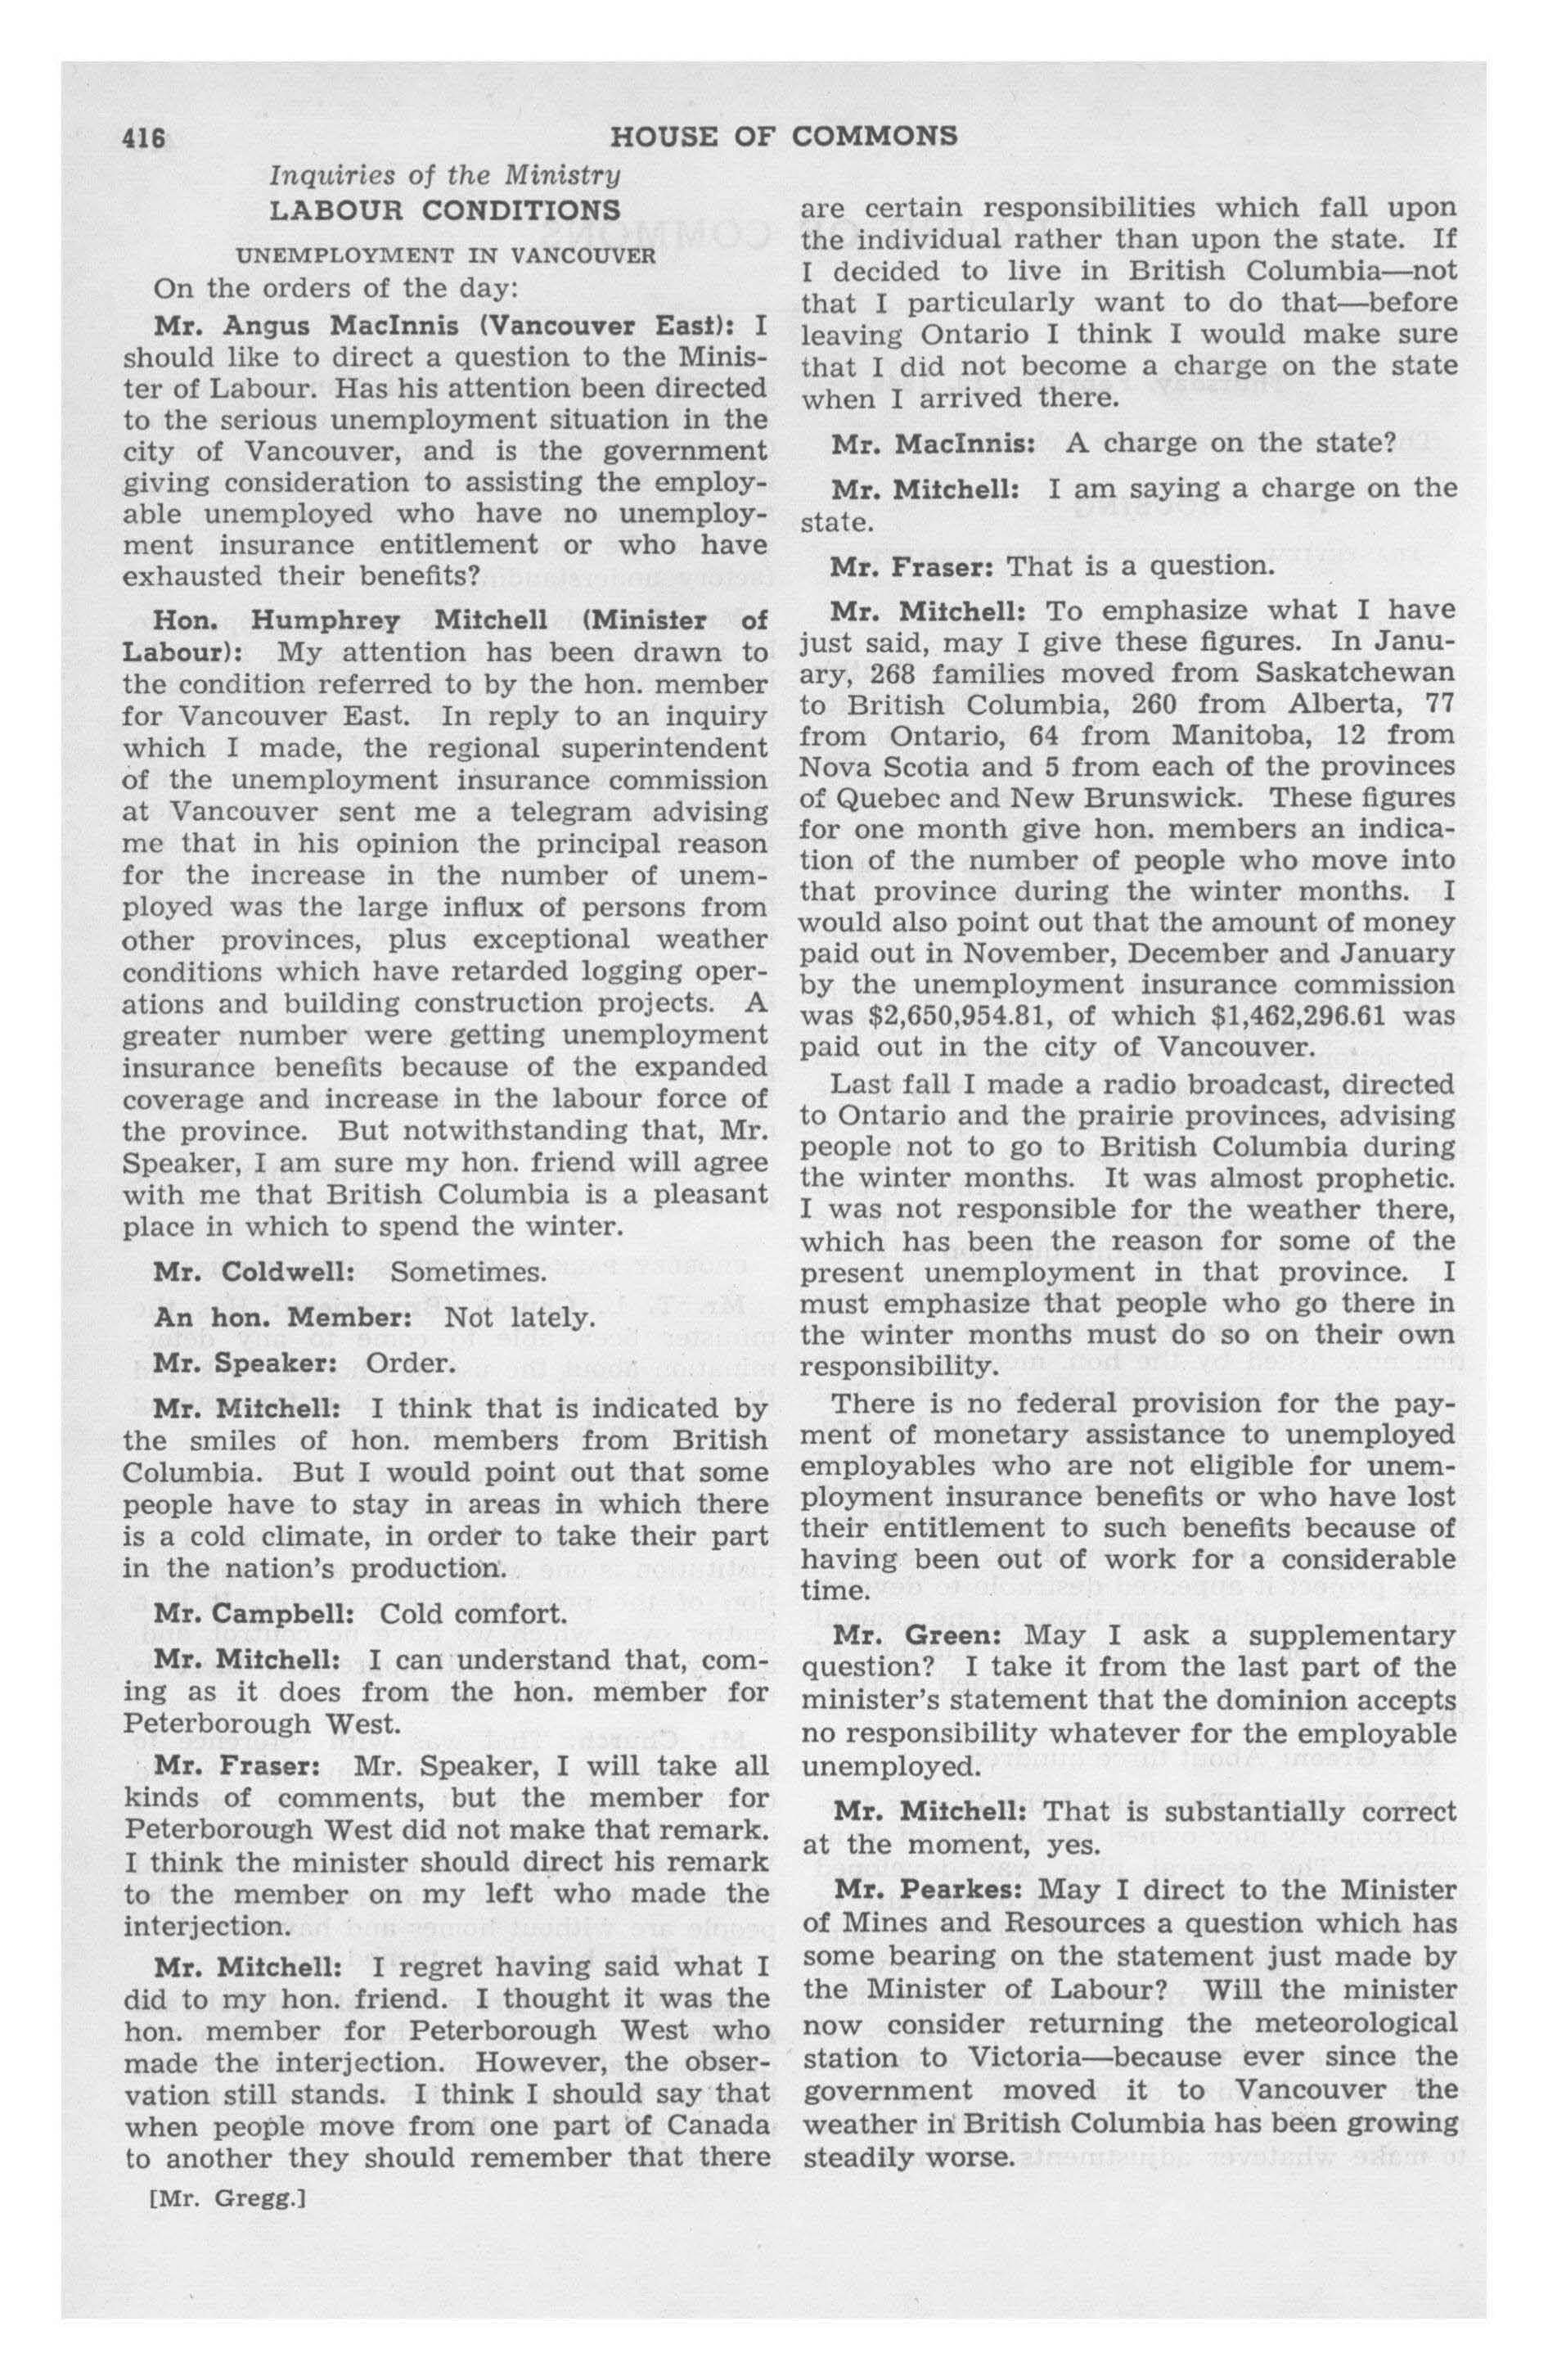 416
HOUSE OF COMMONS
Inquiries of the Ministry
LABOUR CONDITIONS
UNEMPLOYMENT IN VANCOUVER
On the orders of the day:
Mr. Angus MacInnis (Vancouver East): I
should like to direct a question to the Minis-
ter of Labour. Has his attention been directed
to the serious unemployment situation in the
city of Vancouver, and is the government
giving consideration to assisting the employ-
able unemployed who have no unemploy-
ment insurance entitlement or who have
exhausted their benefits?
Hon. Humphrey Mitchell (Minister of
Labour): My attention has been drawn to
the condition referred to by the hon. member
for Vancouver East. In reply to an inquiry
which I made, the regional superintendent
of the unemployment insurance commission
at Vancouver sent me a telegram advising
me that in his opinion the principal reason
for the increase in the number of unem-
ployed was the large influx of persons from
other provinces, plus exceptional weather
conditions which have retarded logging oper-
ations and building construction projects. A
greater number were getting unemployment
insurance benefits because of the expanded
coverage and increase in the labour force of
the province. But notwithstanding that, Mr.
Speaker, I am sure my hon. friend will agree
with me that British Columbia is a pleasant
place in which to spend the winter.
Mr. Coldwell: Sometimes.
An hon. Member: Not lately.
Mr. Speaker: Order.
Mr. Mitchell: I think that is indicated by
the smiles of hon. members from British
Columbia. But I would point out that some
people have to stay in areas in which there
is a cold climate, in order to take their part
in the nation's production.
Mr. Campbell: Cold comfort.
Mr. Mitchell: I can understand that, com-
ing as it does from the hon. member for
Peterborough West.
Mr. Fraser: Mr. Speaker, I will take all
kinds of comments, but the member for
Peterborough West did not make that remark.
I think the minister should direct his remark
to the member on my left who made the
interjection.
Mr. Mitchell: I regret having said what I
did to my hon. friend. I thought it was the
hon. member for Peterborough West who
made the interjection. However, the obser-
vation still stands. I think I should say that
when people move from one part of Canada
to another they should remember that there
[Mr. Gregg.]
are certain responsibilities which fall upon
the individual rather than upon the state. If
I decided to live in British Columbia—not
that I particularly want to do that—before
leaving Ontario I think I would make sure
that I did not become a charge on the state
when I arrived there.
Mr. MacInnis: A charge on the state?
Mr. Mitchell: I am saying a charge on the
state.
Mr. Fraser: That is a question.
Mr. Mitchell: To emphasize what I have
just said, may I give these figures. In Janu-
ary, 268 families moved from Saskatchewan
to British Columbia, 260 from Alberta, 77
from Ontario, 64 from Manitoba, 12 from
Nova Scotia and 5 from each of the provinces
of Quebec and New Brunswick. These figures
for one month give hon. members an indica-
tion of the number of people who move into
that province during the winter months. I
would also point out that the amount of money
paid out in November, December and January
by the unemployment insurance commission
was $2,650,954.81, of which $1,462,296.61 was
paid out in the city of Vancouver.
Last fall I made a radio broadcast, directed
to Ontario and the prairie provinces, advising
people not to go to British Columbia during
the winter months. It was almost prophetic.
I was not responsible for the weather there,
which has been the reason for some of the
present unemployment in that province. I
must emphasize that people who go there in
the winter months must do so on their own
responsibility.
There is no federal provision for the pay-
ment of monetary assistance to unemployed
employables who are not eligible for unem-
ployment insurance benefits or who have lost
their entitlement to such benefits because of
having been out of work for a considerable
time.
Mr. Green: May I ask a supplementary
question? I take it from the last part of the
minister's statement that the dominion accepts
no responsibility whatever for the employable
unemployed.
Mr. Mitchell: That is substantially correct
at the moment, yes.
Mr. Pearkes: May I direct to the Minister
of Mines and Resources a question which has
some bearing on the statement just made by
the Minister of Labour? Will the minister
now consider returning the meteorological
station to Victoria—because ever since the
government moved it to Vancouver the
weather in British Columbia has been growing
steadily worse.